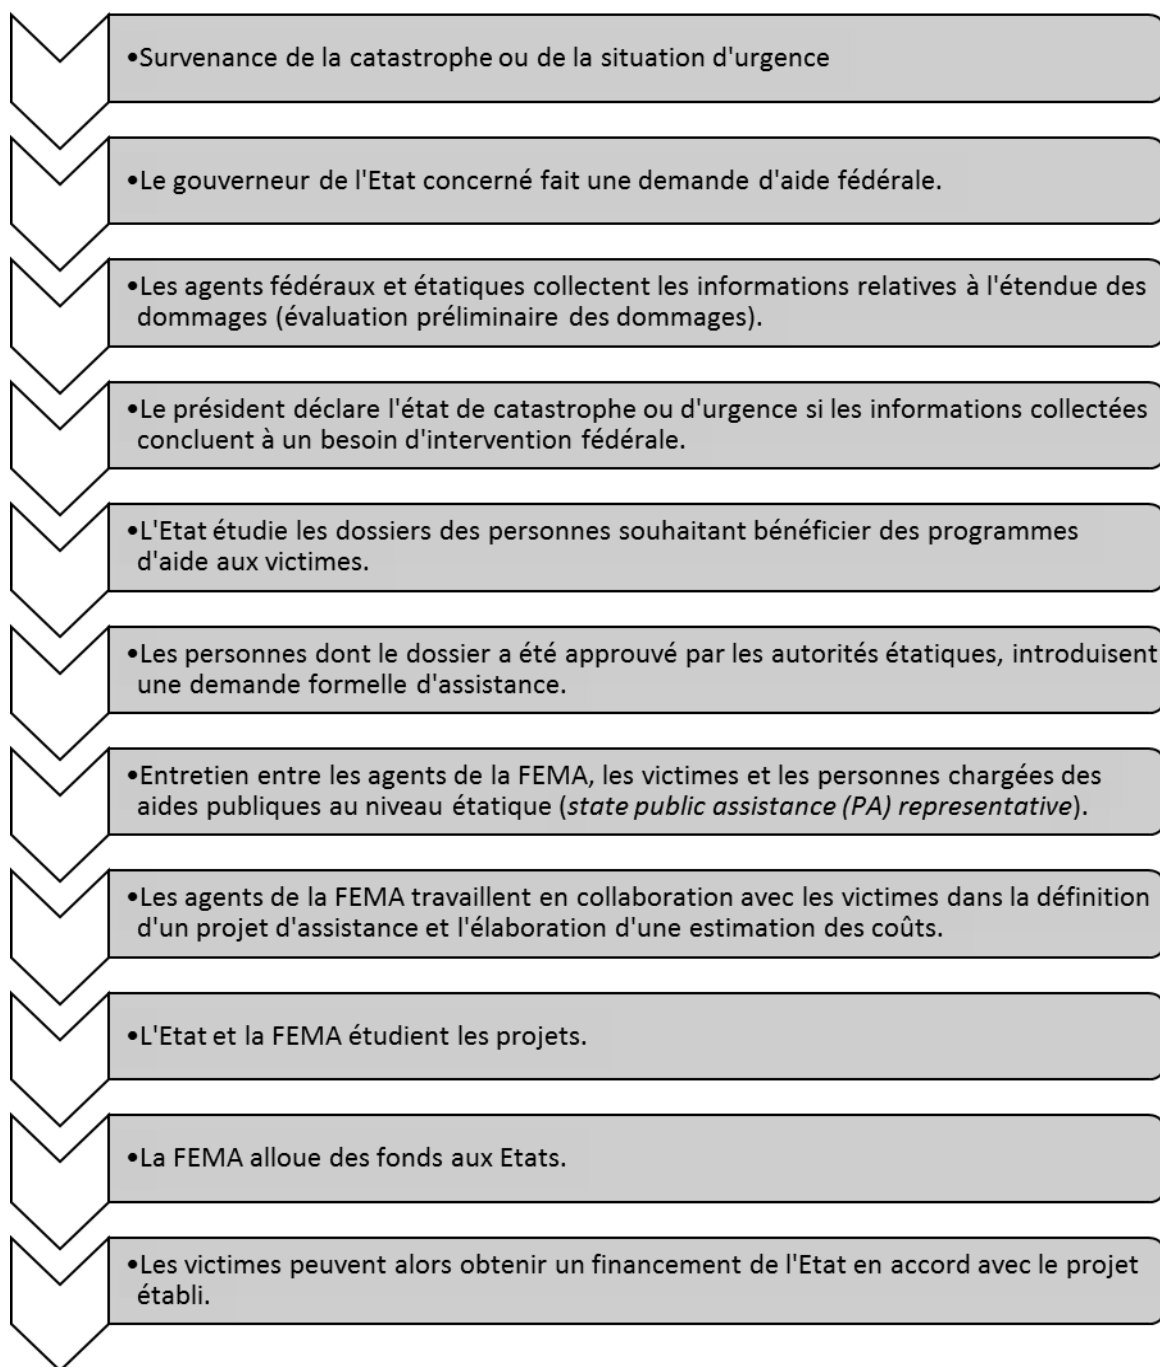 •Survenance de la catastrophe ou de la situation d'urgence
•Le gouverneur de l'Etat concerné fait une demande d'aide fédérale.
•Les agents fédéraux et étatiques collectent les informations relatives à l'étendue des
dommages (évaluation préliminaire des dommages).
•Le président déclare l'état de catastrophe ou d'urgence si les informations collectées
concluent à un besoin d'intervention fédérale.
•L'Etat étudie les dossiers des personnes souhaitant bénéficier des programmes
d'aide aux victimes.
•Les personnes dont le dossier a été approuvé par les autorités étatiques, introduisent
une demande formelle d'assistance.
•Entretien entre les agents de la FEMA, les victimes et les personnes chargées des
aides publiques au niveau étatique (state public assistance (PA) representative).
•Les agents de la FEMA travaillent en collaboration avec les victimes dans la définition
d'un projet d'assistance et l'élaboration d'une estimation des coûts.
•L'Etat et la FEMA étudient les projets.
•La FEMA alloue des fonds aux Etats.
•Les victimes peuvent alors obtenir un financement de l'Etat en accord avec le projet
établi.